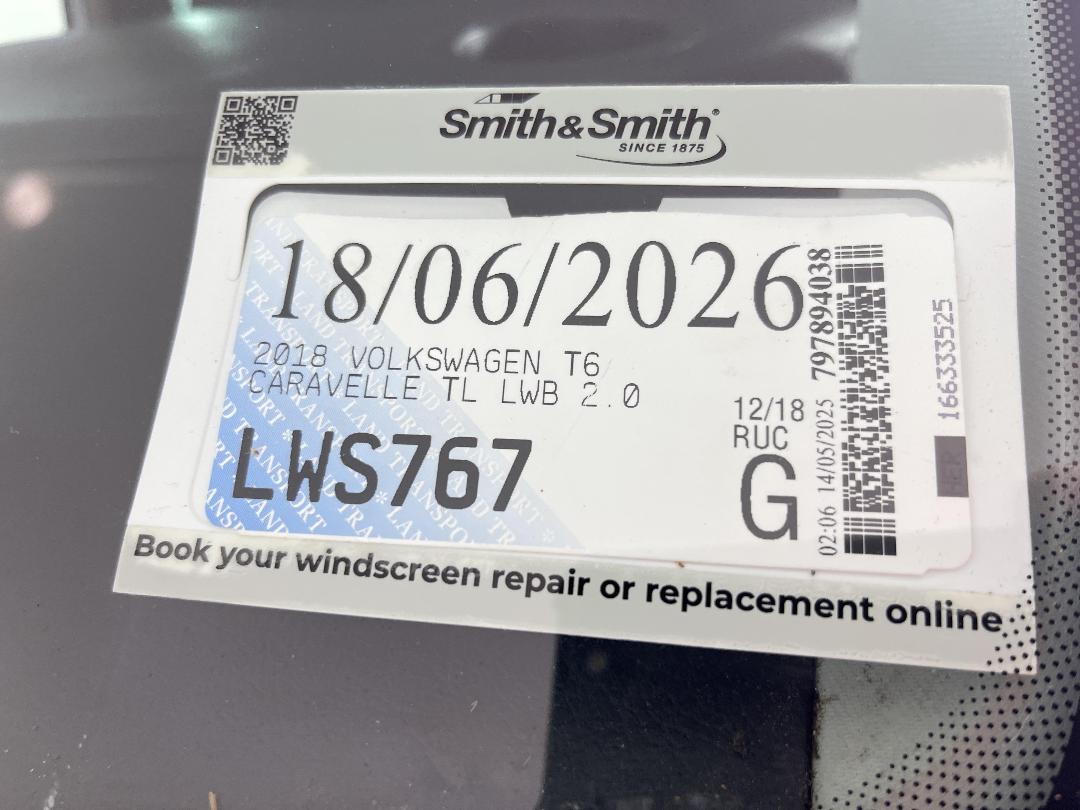 Smith&Smith®
SINCE 1875
18/06/2026
2018 VOLKSWAGEN T6
CARAVELLE TL LWB 2.0
LWS767
12/18
RUC
G
02:06 14/05/2025 797894038
166333525
Book your windscreen repair or replacement online